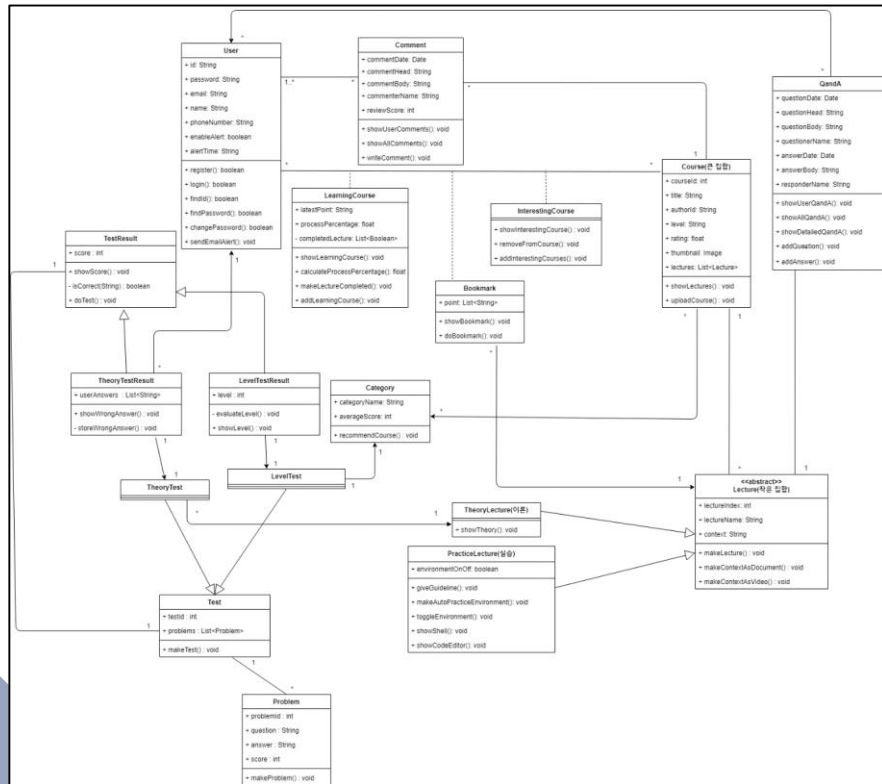 User
+ id: String
+ password: String
+ email: String
+ name: String
+ phoneNumber: String
+ enableAlert: boolean
+ alertTime: String
+ register(): boolean
+ login(): boolean
+ findId(): boolean
+ findPassword(): boolean
+ changePassword(): boolean
+ sendEmailAlert(): void
Comment
+ commentDate: Date
+ commentHead: String
+ commentBody: String
+ commenterName: String
+ reviewScore: int
+ showUserComments(): void
+ showAllComments(): void
+ writeComment(): void
QandA
+ questionDate: Date
+ questionHead: String
+ questionBody: String
+ questionerName: String
+ answerDate: Date
+ answerBody: String
+ responderName: String
+ showUserQandA(): void
+ showAllQandA(): void
+ showDetailedQandA(): void
+ addQuestion(): void
+ addAnswer(): void
Course(큰 집합)
+ courseId: int
+ title: String
+ authorId: String
+ level: String
+ rating: float
+ thumbnail: Image
+ lectures: List<Lecture>
+ showLectures(): void
+ uploadCourse(): void
LearningCourse
+ latestPoint: String
+ processPercentage: float
- completedLecture: List<Boolean>
+ showLearningCourse(): void
+ calculateProcessPercentage(): float
+ makeLectureCompleted(): void
+ addLearningCourse(): void
InterestingCourse
+ showInterestingCourse(): void
+ removeFromCourse(): void
+ addInterestingCourses(): void
Bookmark
+ point: List<String>
+ showBookmark(): void
+ doBookmark(): void
TestResult
+ score : int
+ showScore() : void
- isCorrect(String) : boolean
+ doTest() : void
TheoryTestResult
+ userAnswers : List<String>
+ showWrongAnswer() : void
- storeWrongAnswer() : void
LevelTestResult
+ level : int
- evaluateLevel() : void
+ showLevel() : void
Category
+ categoryName: String
+ averageScore: int
+ recommendCourse(): void
TheoryTest
LevelTest
<<abstract>>
Lecture(작은 집합)
+ lectureIndex: int
+ lectureName: String
+ context: String
+ makeLecture(): void
+ makeContextAsDocument(): void
+ makeContextAsVideo(): void
TheoryLecture(이론)
+ showTheory(): void
PracticeLecture(실습)
+ environmentOnOff: boolean
+ giveGuideline(): void
+ makeAutoPracticeEnvironment(): void
+ toggleEnvironment(): void
+ showShell(): void
+ showCodeEditor(): void
Test
+ testId : int
+ problems : List<Problem>
+ makeTest() : void
Problem
+ problemId : int
+ question : String
+ answer : String
+ score : int
+ makeProblem() : void